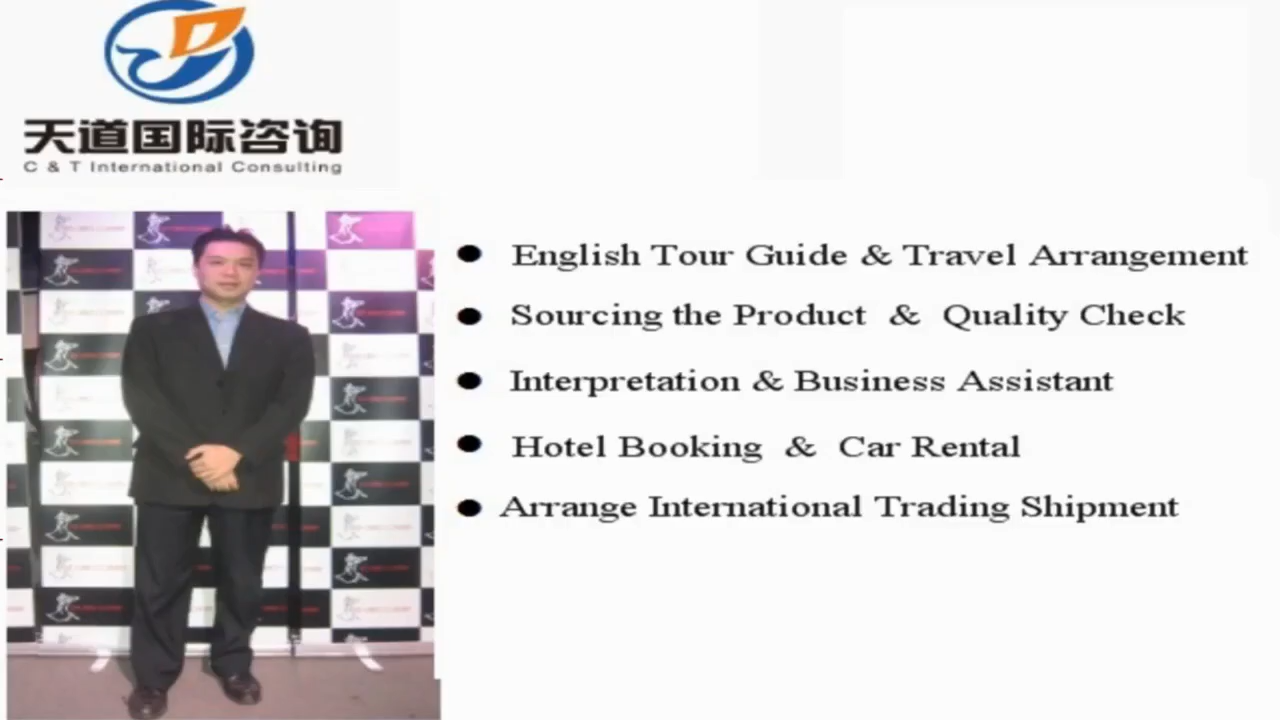 天道国际咨询
C & T International Consulting
English Tour Guide & Travel Arrangement
Sourcing the Product & Quality Check
Interpretation & Business Assistant
Hotel Booking & Car Rental
Arrange International Trading Shipment